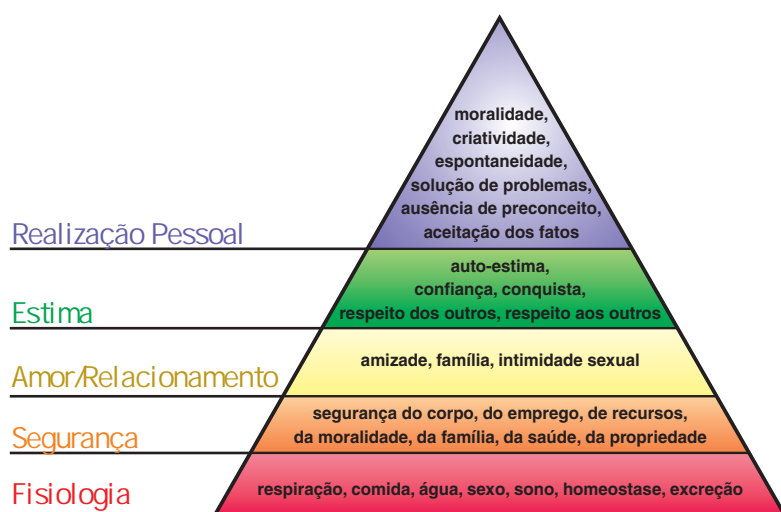 moralidade,
criatividade,
espontaneidade,
solução de problemas,
ausência de preconceito,
aceitação dos fatos
Realização Pessoal
auto-estima,
confiança, conquista,
respeito dos outros, respeito aos outros
Estima
amizade, família, intimidade sexual
Amor/Relacionamento
segurança do corpo, do emprego, de recursos,
da moralidade, da família, da saúde, da propriedade
Segurança
respiração, comida, água, sexo, sono, homeostase, excreção
Fisiologia